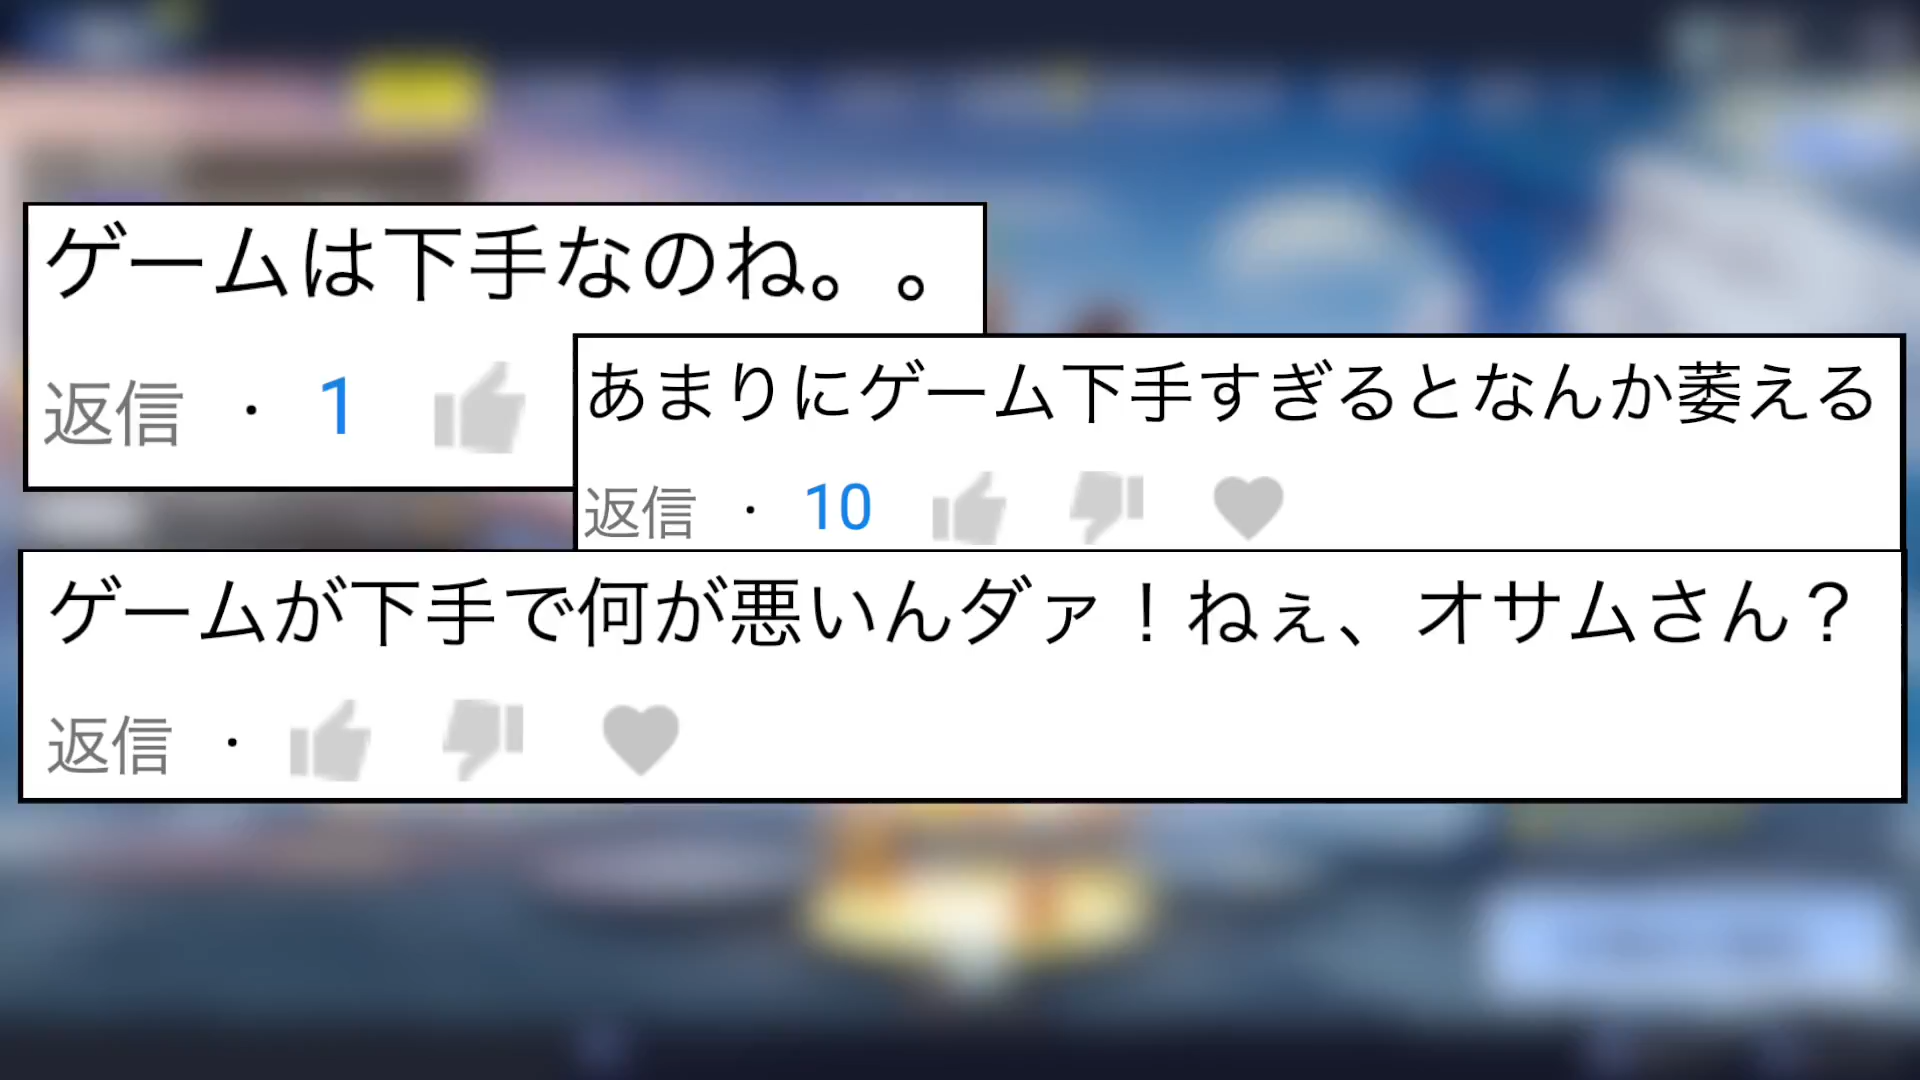 ゲームは下手なのね。。
返信 ・ 1
あまりにゲーム下手すぎるとなんか萎える
返信 ・ 10
ゲームが下手で何が悪いんダァ！ねぇ、オサムさん？
返信 ・